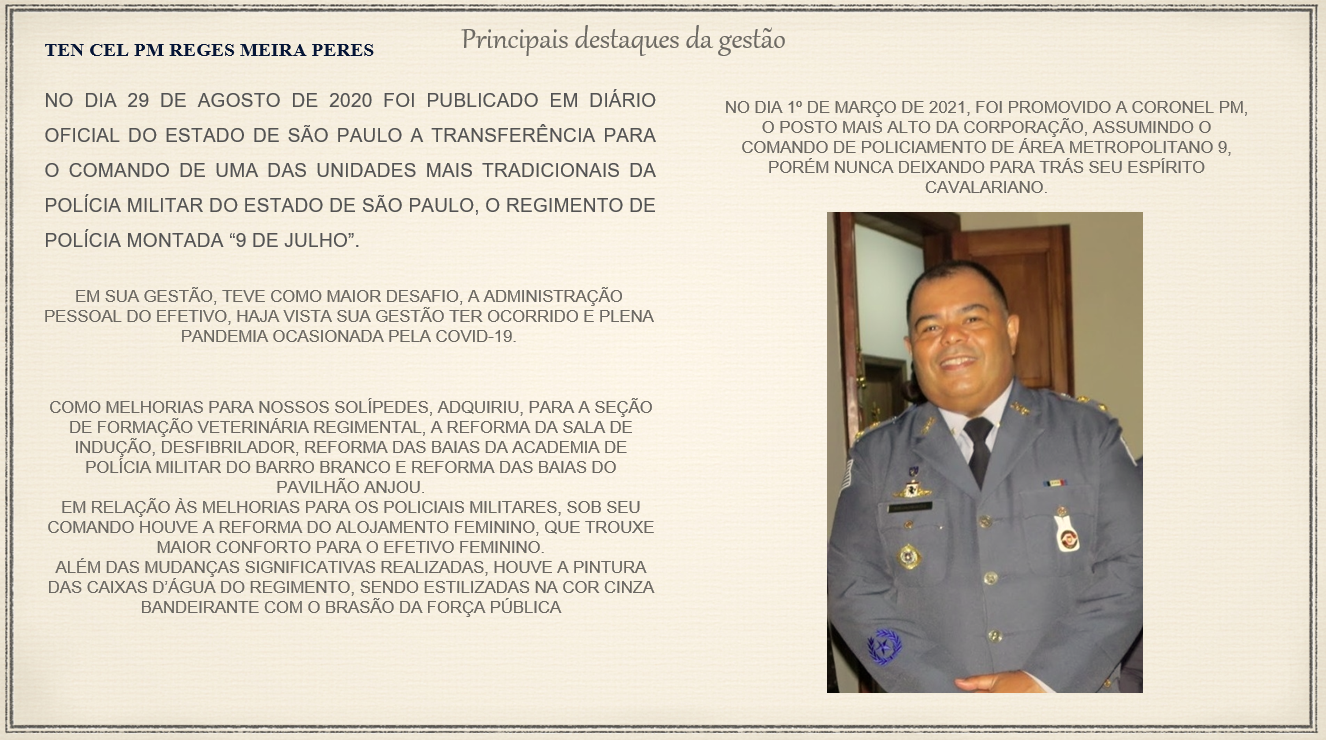 TEN CEL PM REGES MEIRA PERES
Principais destaques da gestão
NO DIA 29 DE AGOSTO DE 2020 FOI PUBLICADO EM DIÁRIO
OFICIAL DO ESTADO DE SÃO PAULO A TRANSFERÊNCIA PARA
O COMANDO DE UMA DAS UNIDADES MAIS TRADICIONAIS DA
POLÍCIA MILITAR DO ESTADO DE SÃO PAULO, O REGIMENTO DE
POLÍCIA MONTADA “9 DE JULHO”.
EM SUA GESTÃO, TEVE COMO MAIOR DESAFIO, A ADMINISTRAÇÃO
PESSOAL DO EFETIVO, HAJA VISTA SUA GESTÃO TER OCORRIDO E PLENA
PANDEMIA OCASIONADA PELA COVID-19.
COMO MELHORIAS PARA NOSSOS SOLÍPEDES, ADQUIRIU, PARA A SEÇÃO
DE FORMAÇÃO VETERINÁRIA REGIMENTAL, A REFORMA DA SALA DE
INDUÇÃO, DESFIBRILADOR, REFORMA DAS BAIAS DA ACADEMIA DE
POLÍCIA MILITAR DO BARRO BRANCO E REFORMA DAS BAIAS DO
PAVILHÃO ANJOU.
EM RELAÇÃO ÀS MELHORIAS PARA OS POLICIAIS MILITARES, SOB SEU
COMANDO HOUVE A REFORMA DO ALOJAMENTO FEMININO, QUE TROUXE
MAIOR CONFORTO PARA O EFETIVO FEMININO.
ALÉM DAS MUDANÇAS SIGNIFICATIVAS REALIZADAS, HOUVE A PINTURA
DAS CAIXAS D’ÁGUA DO REGIMENTO, SENDO ESTILIZADAS NA COR CINZA
BANDEIRANTE COM O BRASÃO DA FORÇA PÚBLICA
NO DIA 1º DE MARÇO DE 2021, FOI PROMOVIDO A CORONEL PM,
O POSTO MAIS ALTO DA CORPORAÇÃO, ASSUMINDO O
COMANDO DE POLICIAMENTO DE ÁREA METROPOLITANO 9,
PORÉM NUNCA DEIXANDO PARA TRÁS SEU ESPÍRITO
CAVALARIANO.